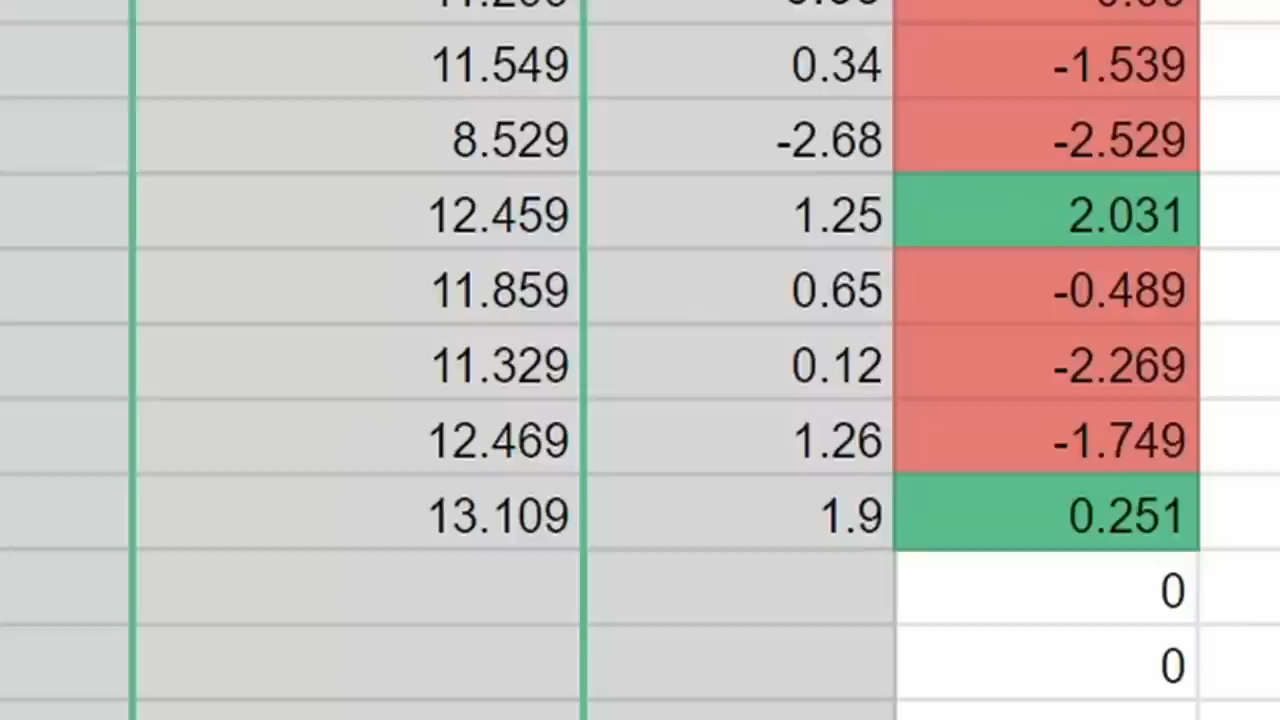 11.549 0.34 -1.539
8.529 -2.68 -2.529
12.459 1.25 2.031
11.859 0.65 -0.489
11.329 0.12 -2.269
12.469 1.26 -1.749
13.109 1.9 0.251
0
0